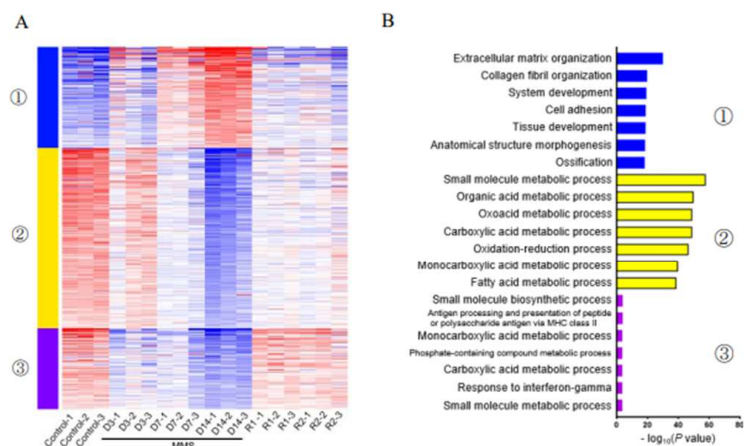 A
①
②
③
Control-1
Control-2
Control-3
D3-1
D3-2
D3-3
D7-1
D7-2
D7-3
D14-1
D14-2
D14-3
R1-1
R1-2
R1-3
R2-1
R2-2
R2-3
MMS
B
Extracellular matrix organization
Collagen fibril organization
System development
Cell adhesion
Tissue development
Anatomical structure morphogenesis
Ossification
①
Small molecule metabolic process
Organic acid metabolic process
Oxoacid metabolic process
Carboxylic acid metabolic process
Oxidation-reduction process
Monocarboxylic acid metabolic process
Fatty acid metabolic process
②
Small molecule biosynthetic process
Antigen processing and presentation of peptide
or polysaccharide antigen via MHC class II
Monocarboxylic acid metabolic process
Phosphate-containing compound metabolic process
Carboxylic acid metabolic process
Response to interferon-gamma
Small molecule metabolic process
③
0 20 40 60 80
- log10(P value)